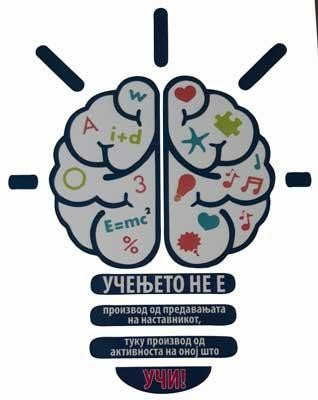 w
A
i+d
3
E=mc²
%
УЧЕЊЕТО НЕ Е
производ од предавањата
на наставникот,
туку производ од
активноста на оној што
УЧИ!